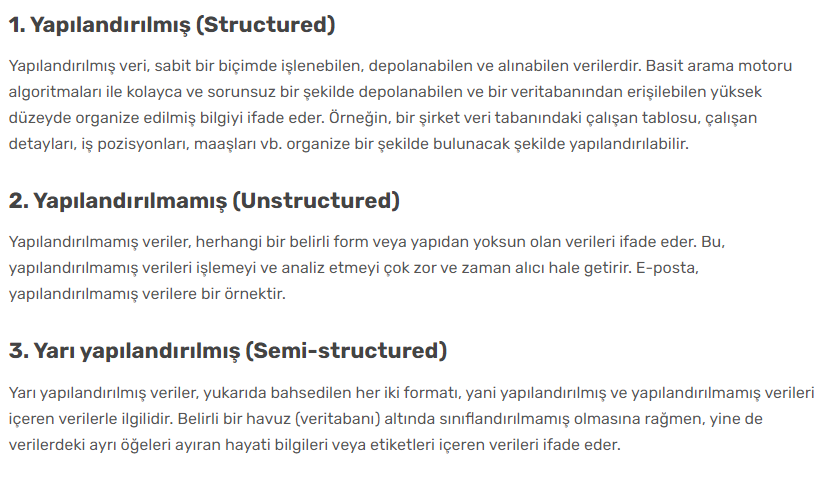 1. Yapılandırılmış (Structured)
Yapılandırılmış veri, sabit bir biçimde işlenebilen, depolanabilen ve alınabilen verilerdir. Basit arama motoru
algoritmaları ile kolayca ve sorunsuz bir şekilde depolanabilen ve bir veritabanından erişilebilen yüksek
düzeyde organize edilmiş bilgiyi ifade eder. Örneğin, bir şirket veri tabanındaki çalışan tablosu, çalışan
detayları, iş pozisyonları, maaşları vb. organize bir şekilde bulunacak şekilde yapılandırılabilir.
2. Yapılandırılmamış (Unstructured)
Yapılandırılmamış veriler, herhangi bir belirli form veya yapıdan yoksun olan verileri ifade eder. Bu,
yapılandırılmamış verileri işlemeyi ve analiz etmeyi çok zor ve zaman alıcı hale getirir. E-posta,
yapılandırılmamış verilere bir örnektir.
3. Yarı yapılandırılmış (Semi-structured)
Yarı yapılandırılmış veriler, yukarıda bahsedilen her iki formatı, yani yapılandırılmış ve yapılandırılmamış verileri
içeren verilerle ilgilidir. Belirli bir havuz (veritabanı) altında sınıflandırılmamış olmasına rağmen, yine de
verilerdeki ayrı öğeleri ayıran hayati bilgileri veya etiketleri içeren verileri ifade eder.